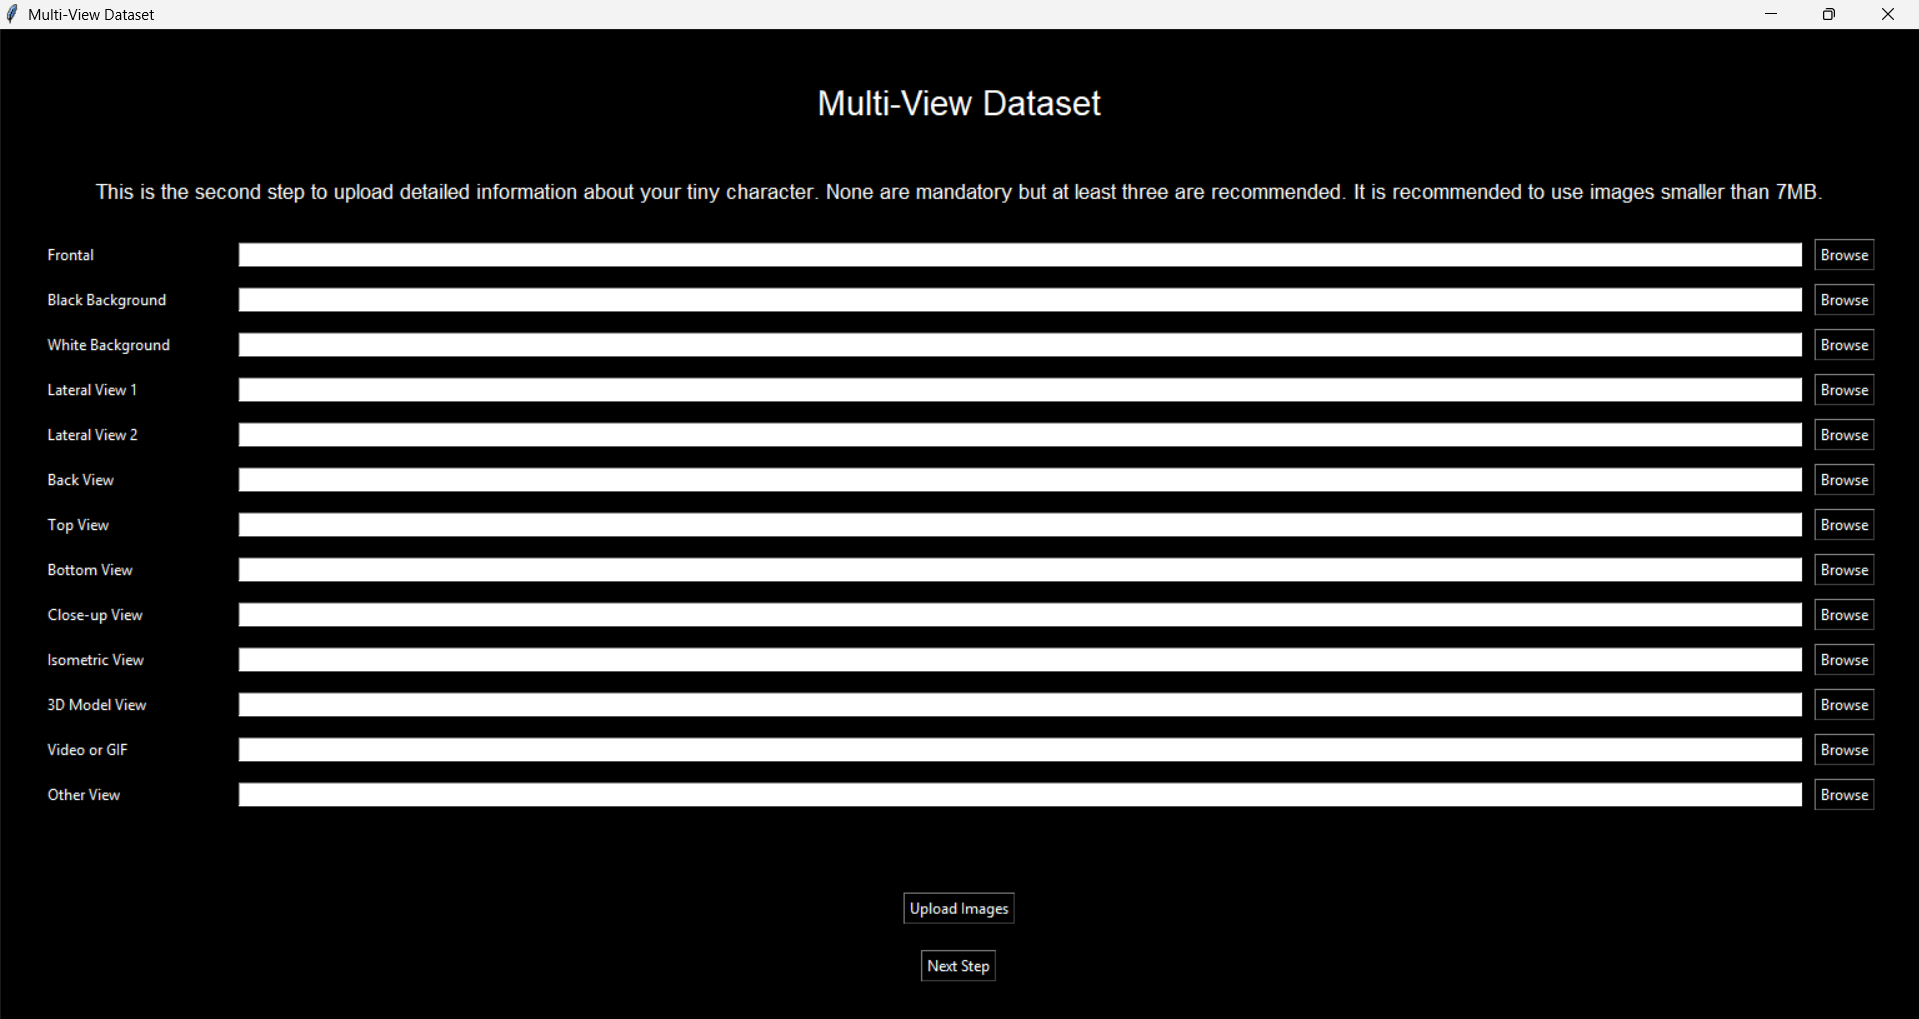 Multi-View Dataset
Multi-View Dataset
This is the second step to upload detailed information about your tiny character. None are mandatory but at least three are recommended. It is recommended to use images smaller than 7MB.
Frontal Browse
Black Background Browse
White Background Browse
Lateral View 1 Browse
Lateral View 2 Browse
Back View Browse
Top View Browse
Bottom View Browse
Close-up View Browse
Isometric View Browse
3D Model View Browse
Video or GIF Browse
Other View Browse
Upload Images
Next Step